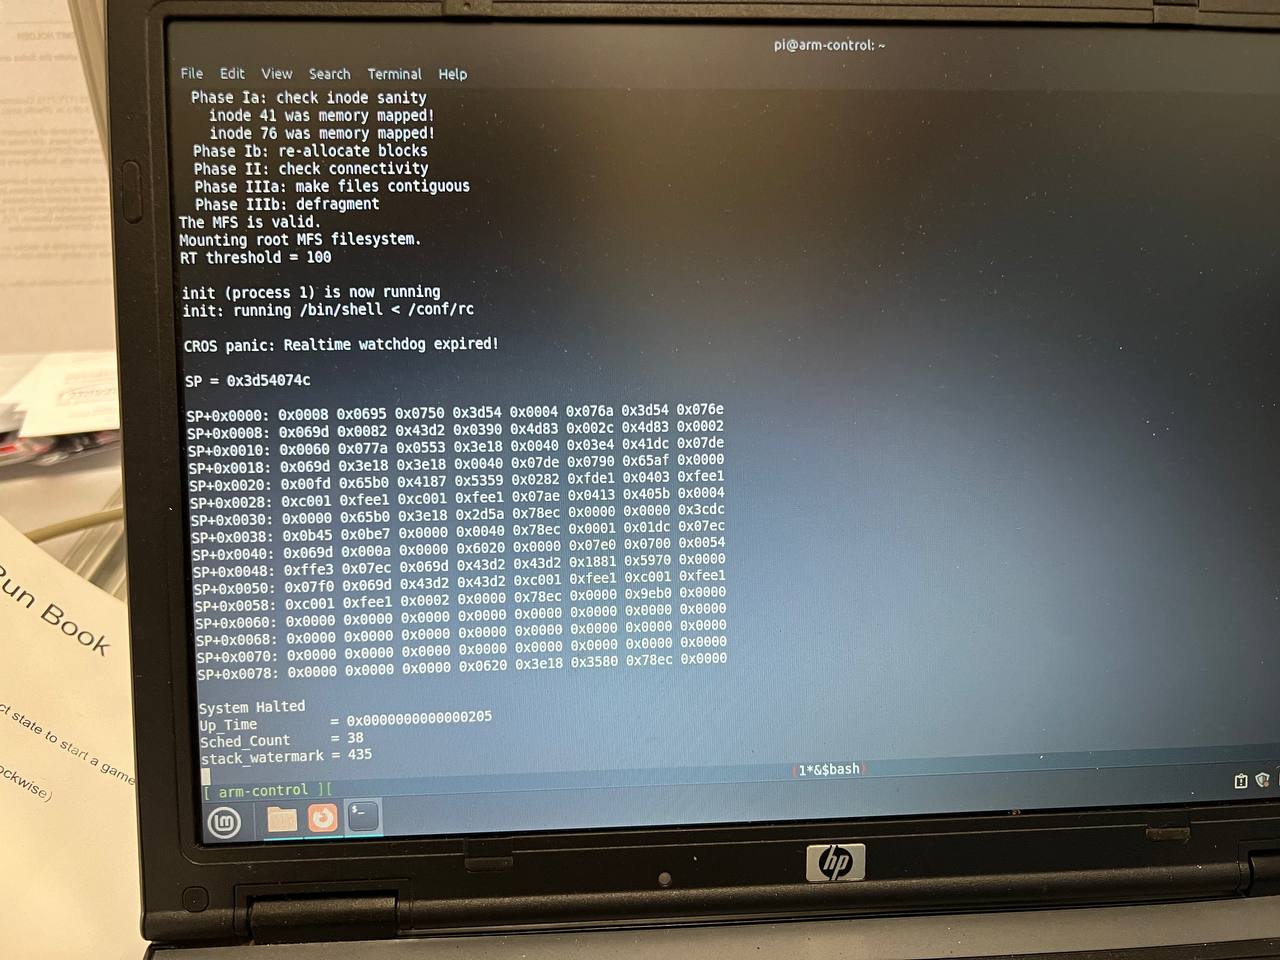 pi@arm-control: ~
File Edit View Search Terminal Help
Phase Ia: check inode sanity
inode 41 was memory mapped!
inode 76 was memory mapped!
Phase Ib: re-allocate blocks
Phase II: check connectivity
Phase IIIa: make files contiguous
Phase IIIb: defragment
The MFS is valid.
Mounting root MFS filesystem.
RT threshold = 100
init (process 1) is now running
init: running /bin/shell < /conf/rc
CROS panic: Realtime watchdog expired!
SP = 0x3d54074c
SP+0x0000: 0x0008 0x0695 0x0750 0x3d54 0x0004 0x076a 0x3d54 0x076e
SP+0x0008: 0x069d 0x0082 0x43d2 0x0390 0x4d83 0x002c 0x4d83 0x0002
SP+0x0010: 0x0060 0x077a 0x0553 0x3e18 0x0040 0x03e4 0x41dc 0x07de
SP+0x0018: 0x069d 0x3e18 0x3e18 0x0040 0x07de 0x0790 0x65af 0x0000
SP+0x0020: 0x00fd 0x65b0 0x4187 0x5359 0x0282 0xfde1 0x0403 0xfee1
SP+0x0028: 0xc001 0xfee1 0xc001 0xfee1 0x07ae 0x0413 0x405b 0x0004
SP+0x0030: 0x0000 0x65b0 0x3e18 0x2d5a 0x78ec 0x0000 0x0000 0x3cdc
SP+0x0038: 0x0b45 0x0be7 0x0000 0x0040 0x78ec 0x0001 0x01dc 0x07ec
SP+0x0040: 0x069d 0x000a 0x0000 0x6020 0x0000 0x07e0 0x0700 0x0054
SP+0x0048: 0xffe3 0x07ec 0x069d 0x43d2 0x43d2 0x1881 0x5970 0x0000
SP+0x0050: 0x07f0 0x069d 0x43d2 0x43d2 0xc001 0xfee1 0xc001 0xfee1
SP+0x0058: 0xc001 0xfee1 0x0002 0x0000 0x78ec 0x0000 0x9eb0 0x0000
SP+0x0060: 0x0000 0x0000 0x0000 0x0000 0x0000 0x0000 0x0000 0x0000
SP+0x0068: 0x0000 0x0000 0x0000 0x0000 0x0000 0x0000 0x0000 0x0000
SP+0x0070: 0x0000 0x0000 0x0000 0x0000 0x0000 0x0000 0x0000 0x0000
SP+0x0078: 0x0000 0x0000 0x0000 0x0620 0x3e18 0x3580 0x78ec 0x0000
System Halted
Up_Time = 0x0000000000000205
Sched_Count = 38
stack_watermark = 435
[ arm-control ][ (1*&$bash)
hp
Run Book
ct state to start a game
ockwise)